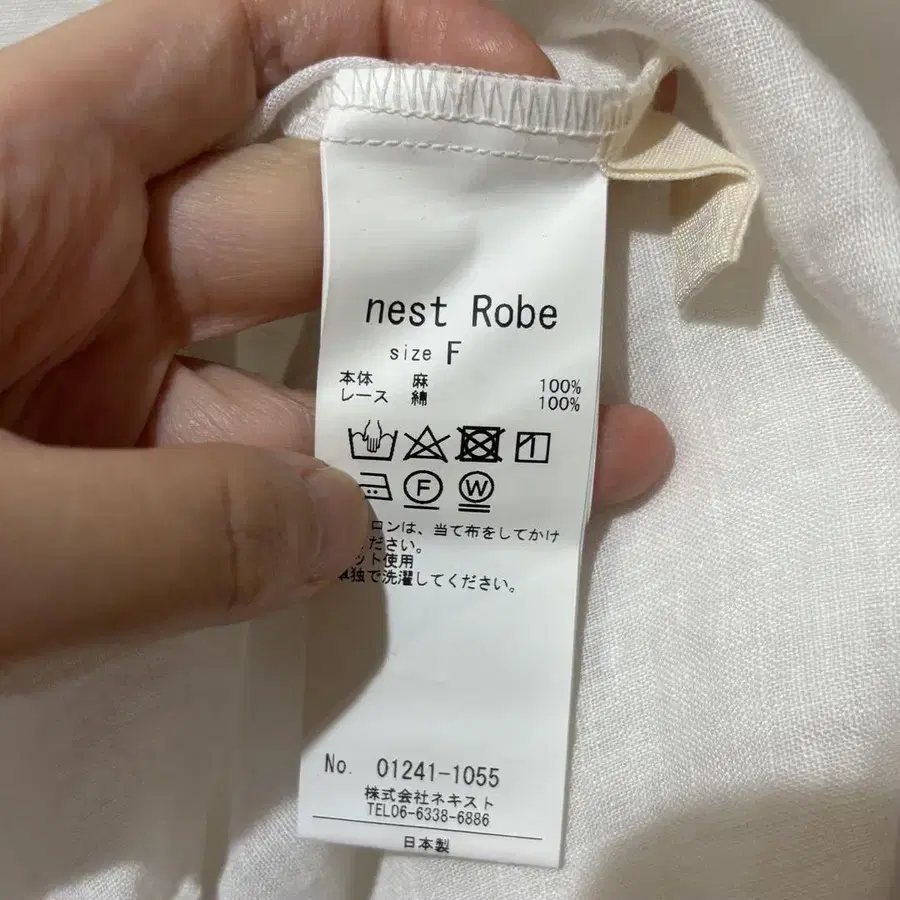 nest Robe
size F
本体 麻 100%
レース 綿 100%
F W
ロンは、当て布をしてかけ
ださい。
ット使用
独で洗濯してください。
No. 01241-1055
株式会社ネキスト
TEL06-6338-6886
日本製